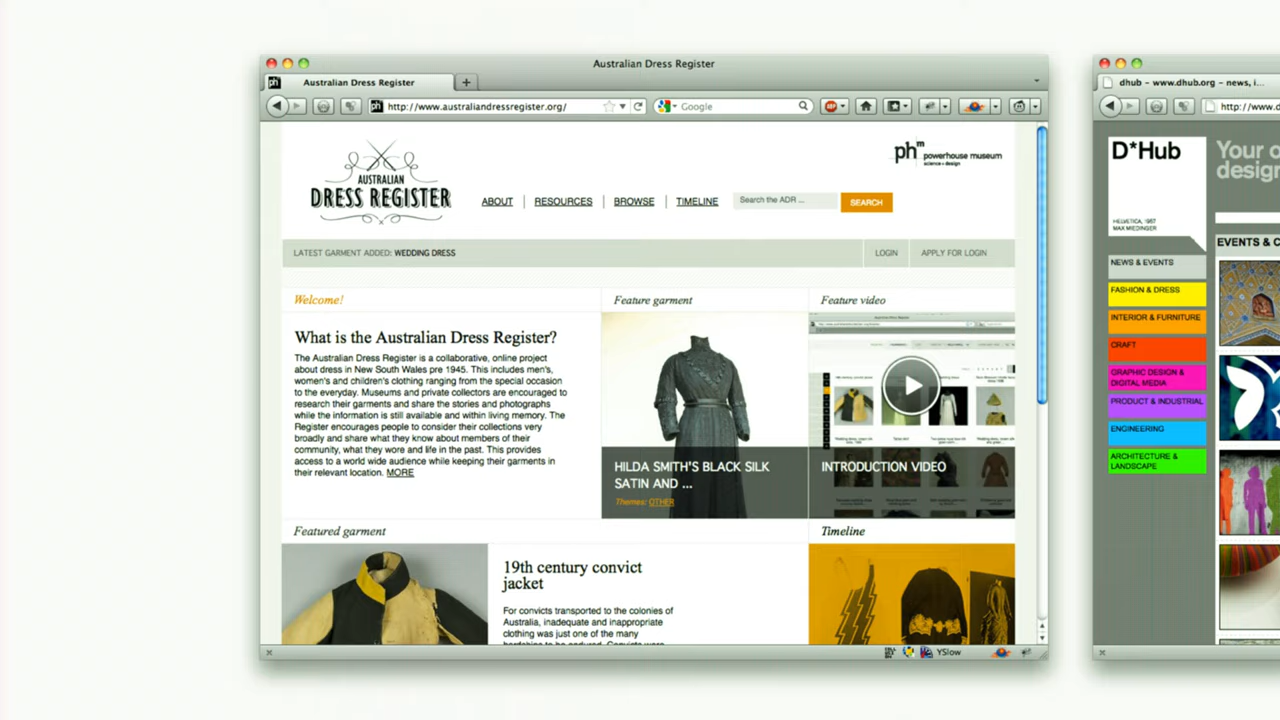 Australian Dress Register
Australian Dress Register
http://www.australiandressregister.org/
Google
AUSTRALIAN
DRESS REGISTER
ABOUT
RESOURCES
BROWSE
TIMELINE
Search the ADR ...
SEARCH
phm powerhouse museum
science + design
LATEST GARMENT ADDED: WEDDING DRESS
LOGIN
APPLY FOR LOGIN
Welcome!
What is the Australian Dress Register?
The Australian Dress Register is a collaborative, online project
about dress in New South Wales pre 1945. This includes men's,
women's and children's clothing ranging from the special occasion
to the everyday. Museums and private collectors are encouraged to
research their garments and share the stories and photographs
while the information is still available and within living memory. The
Register encourages people to consider their collections very
broadly and share what they know about members of their
community, what they wore and life in the past. This provides
access to a world wide audience while keeping their garments in
their relevant location. MORE
Feature garment
HILDA SMITH'S BLACK SILK
SATIN AND ...
Themes: OTHER
Feature video
INTRODUCTION VIDEO
Featured garment
19th century convict
jacket
For convicts transported to the colonies of
Australia, inadequate and inappropriate
clothing was just one of the many
hardships to be endured. Convicts were
Timeline
YSlow
dhub - www.dhub.org - news, i...
http://www.d
D*Hub
HELVETICA, 1957
MAX MIEDINGER
Your o
design
NEWS & EVENTS
FASHION & DRESS
INTERIOR & FURNITURE
CRAFT
GRAPHIC DESIGN &
DIGITAL MEDIA
PRODUCT & INDUSTRIAL
ENGINEERING
ARCHITECTURE &
LANDSCAPE
EVENTS & C